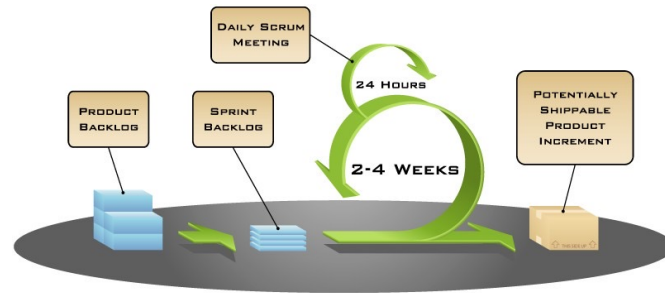 DAILY SCRUM
MEETING
24 HOURS
PRODUCT
BACKLOG
SPRINT
BACKLOG
POTENTIALLY
SHIPPABLE
PRODUCT
INCREMENT
2-4 WEEKS